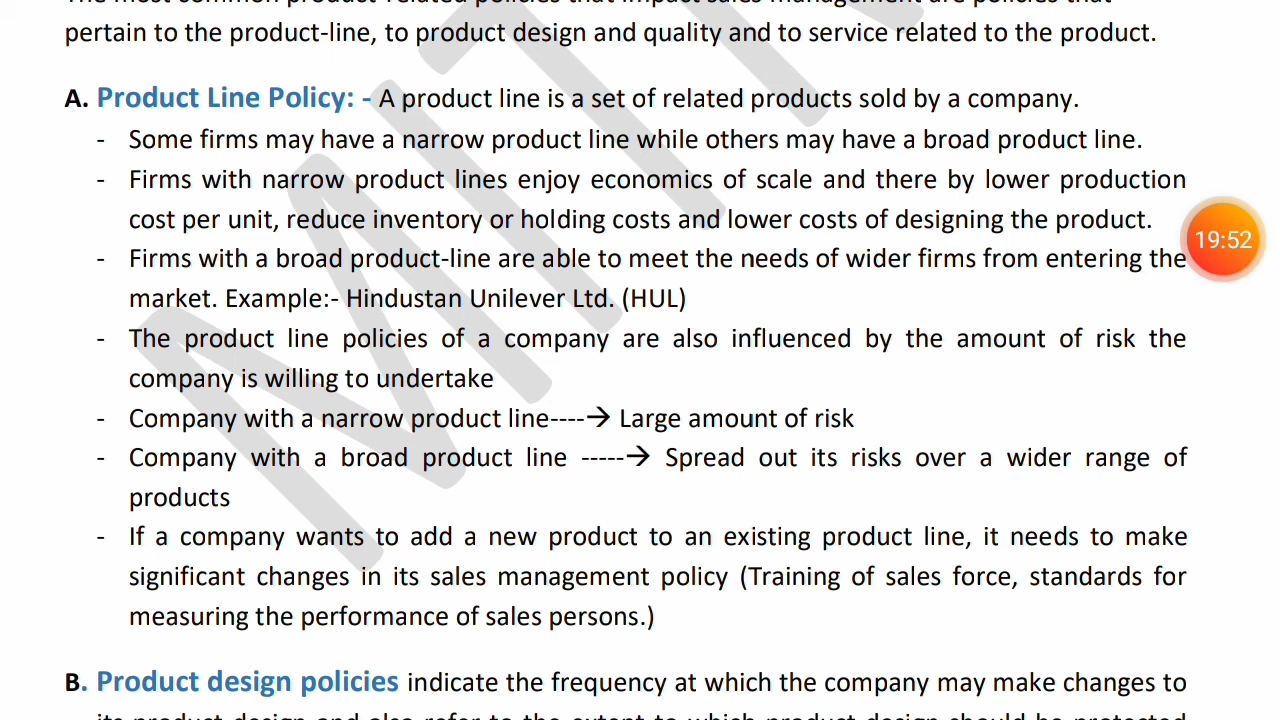 pertain to the product-line, to product design and quality and to service related to the product.
A. Product Line Policy: - A product line is a set of related products sold by a company.
- Some firms may have a narrow product line while others may have a broad product line.
- Firms with narrow product lines enjoy economics of scale and there by lower production
cost per unit, reduce inventory or holding costs and lower costs of designing the product.
- Firms with a broad product-line are able to meet the needs of wider firms from entering the
market. Example:- Hindustan Unilever Ltd. (HUL)
19:52
- The product line policies of a company are also influenced by the amount of risk the
company is willing to undertake
- Company with a narrow product line----→ Large amount of risk
- Company with a broad product line -----→ Spread out its risks over a wider range of
products
- If a company wants to add a new product to an existing product line, it needs to make
significant changes in its sales management policy (Training of sales force, standards for
measuring the performance of sales persons.)
B. Product design policies indicate the frequency at which the company may make changes to